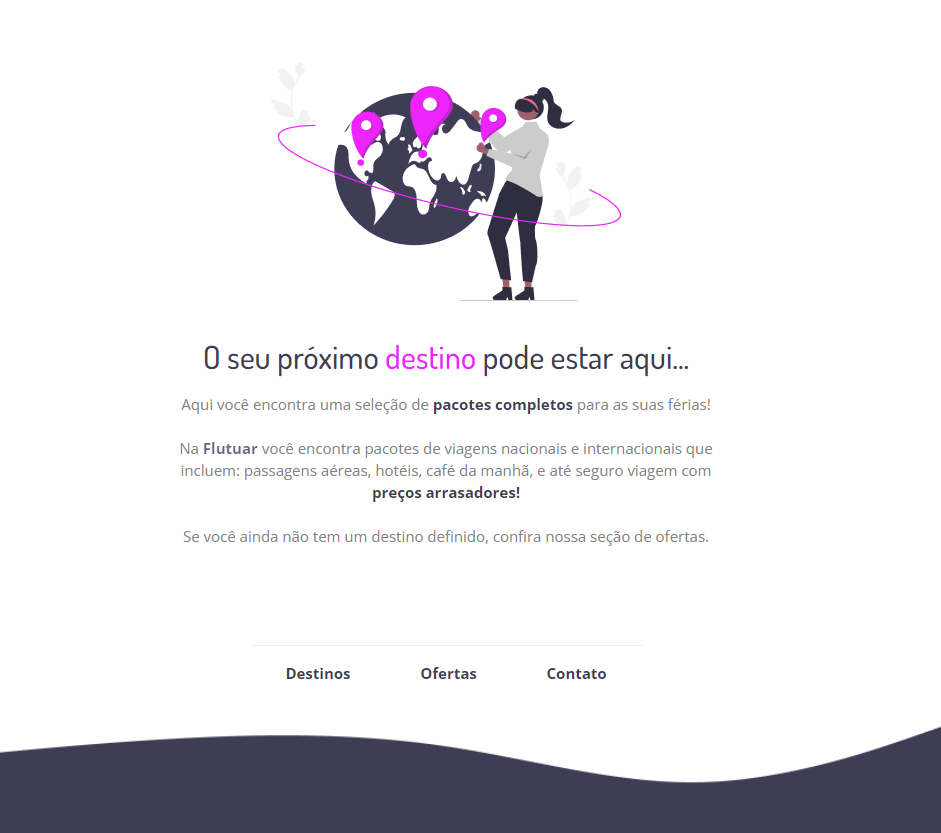 O seu próximo destino pode estar aqui...
Aqui você encontra uma seleção de pacotes completos para as suas férias!
Na Flutuar você encontra pacotes de viagens nacionais e internacionais que
incluem: passagens aéreas, hotéis, café da manhã, e até seguro viagem com
preços arrasadores!
Se você ainda não tem um destino definido, confira nossa seção de ofertas.
Destinos
Ofertas
Contato